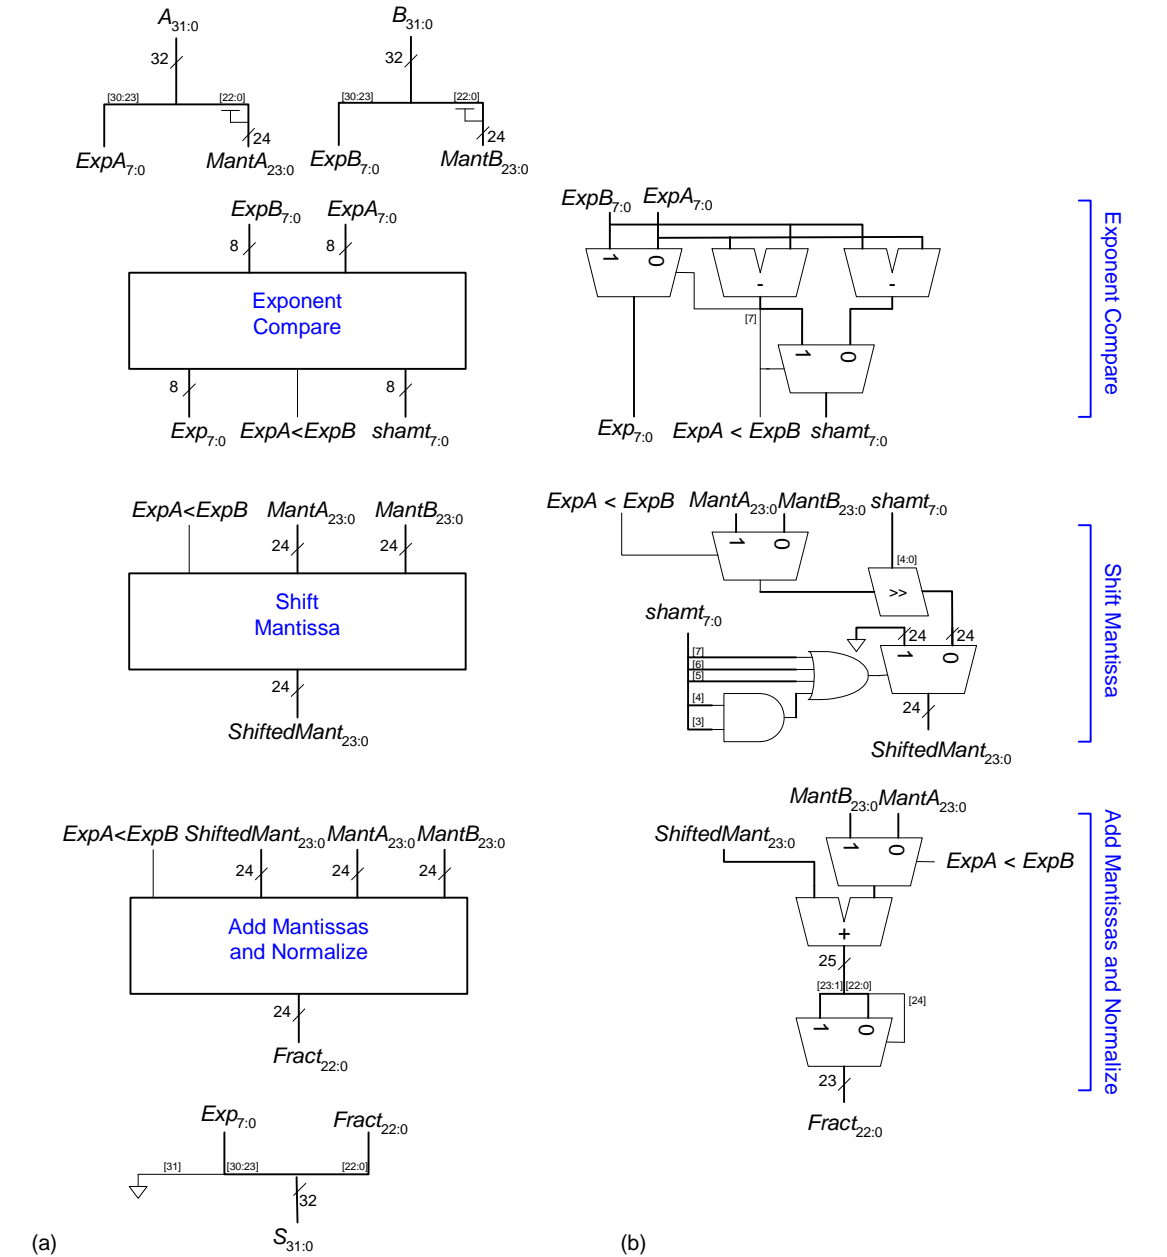 A31:0
B31:0
32
32
[30:23] [22:0]
[30:23] [22:0]
24
24
ExpA7:0 MantA23:0 ExpB7:0 MantB23:0
ExpB7:0 ExpA7:0
8 8
Exponent
Compare
8 8
Exp7:0 ExpA<ExpB shamt7:0
ExpA<ExpB MantA23:0 MantB23:0
24 24
Shift
Mantissa
24
ShiftedMant23:0
ExpA<ExpB ShiftedMant23:0 MantA23:0 MantB23:0
24 24 24
Add Mantissas
and Normalize
24
Fract22:0
Exp7:0 Fract22:0
[31] [30:23] [22:0]
32
S31:0
(a)
ExpB7:0 ExpA7:0
1 0
- -
[7]
1 0
Exp7:0 ExpA < ExpB shamt7:0
Exponent Compare
ExpA < ExpB MantA23:0 MantB23:0 shamt7:0
1 0
[4:0]
>>
shamt7:0
24 24
[7]
[6]
[5]
[4]
[3]
1 0
24
ShiftedMant23:0
Shift Mantissa
MantB23:0 MantA23:0
ShiftedMant23:0
1 0
ExpA < ExpB
+
25
[23:1] [22:0]
[24]
1 0
23
Fract22:0
Add Mantissas and Normalize
(b)